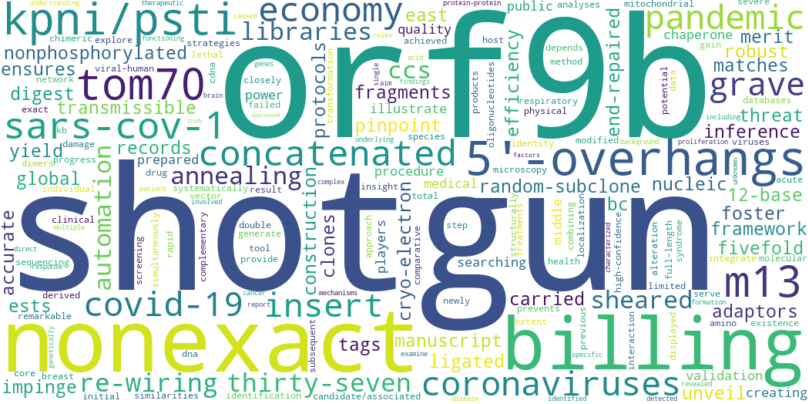 understanding
therapeutic
caused
protein-protein
mitochondrial
severe
kpni/psti
economy
functioning
roles
public
analyses
pandemic
chimeric
explore
strategies
libraries
genes
acid
host
east
chaperone
gain
nonphosphorylated
lethal
cdna
closely
achieved
depends
quality
merit
network
viral-human
brain
power
method
robust
ensures
tom70
orf9b
protocols
oligonucleotides
efficiency
end-repaired
matches
grave
digest
exact
failed
ccs
products
respiratory
potential
data
databases
including
transmissible
transformation
fragments
single
aim
findings
physical
threat
sars-cov-1
kb
study
expressed
illustrate
species
modified
background
inference
damage
underlying
pinpoint
identity
factors
proliferation
viruses
yield
records
concatenated
5'-overhangs
dimers
progress
prepared
procedure
microscopy
unknown
acute
global
drug
annealing
medical
random-subclone
nucleic
12-base
individual
systematically
vector
complex
insight
total
bc
foster
accurate
automation
patient
result
construction
clones
approach
players
cryo-electron
comparative
step
structurally
treatments
middle
combining
localization
high-confidence
alteration
full-length
syndrome
framework
clinical
multiple
involved
screening
simultaneously
complementary
double
generate
tool
provide
searching
health
interaction
limited
fivefold
sequencing
direct
response
rapid
newly
characterized
integrate
molecular
shotgun
m13
ests
derived
covid-19
insert
carried
sheared
serve
formation
remarkable
cancer
report
mechanisms
prevents
adaptors
tags
manuscript
extent
previous
amino
existence
nonexact
billing
subsequent
ligated
displayed
revealed
validation
dna
examine
specific
core
breast
genetically
impinge
re-wiring
thirty-seven
coronaviruses
unveil
creating
initial
similarities
identification
candidate/associated
disease
identified
detected